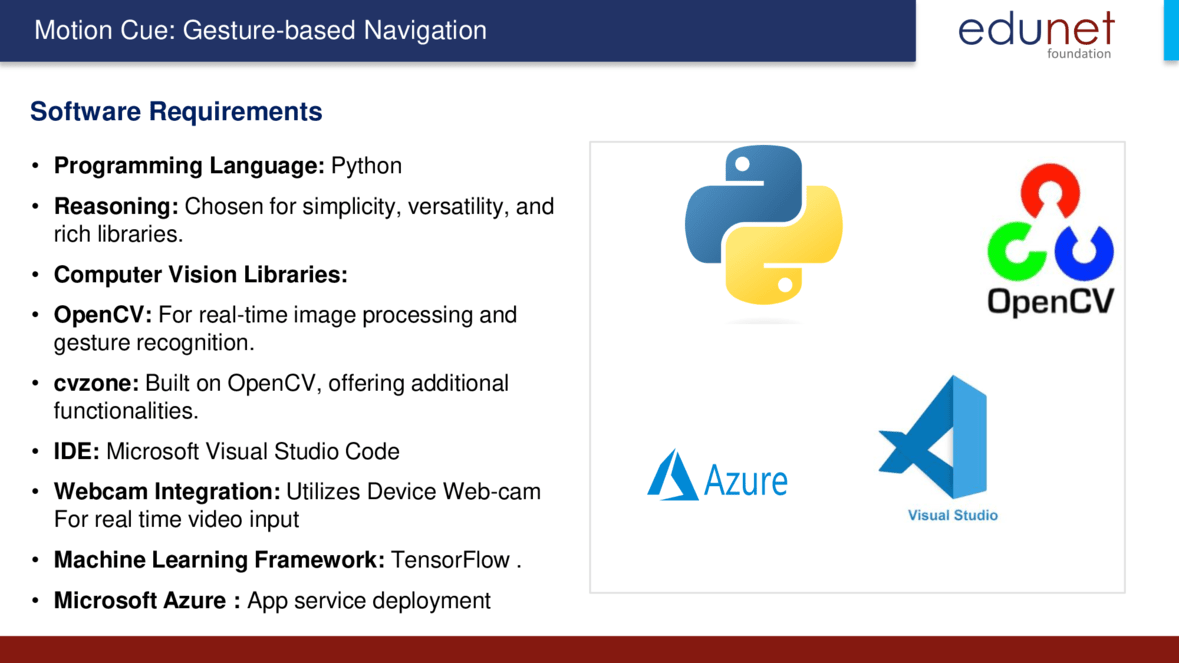 Motion Cue: Gesture-based Navigation
edunet
foundation
Software Requirements
• Programming Language: Python
• Reasoning: Chosen for simplicity, versatility, and
rich libraries.
• Computer Vision Libraries:
• OpenCV: For real-time image processing and
gesture recognition.
• cvzone: Built on OpenCV, offering additional
functionalities.
• IDE: Microsoft Visual Studio Code
• Webcam Integration: Utilizes Device Web-cam
For real time video input
• Machine Learning Framework: TensorFlow .
• Microsoft Azure : App service deployment
OpenCV
Azure
Visual Studio